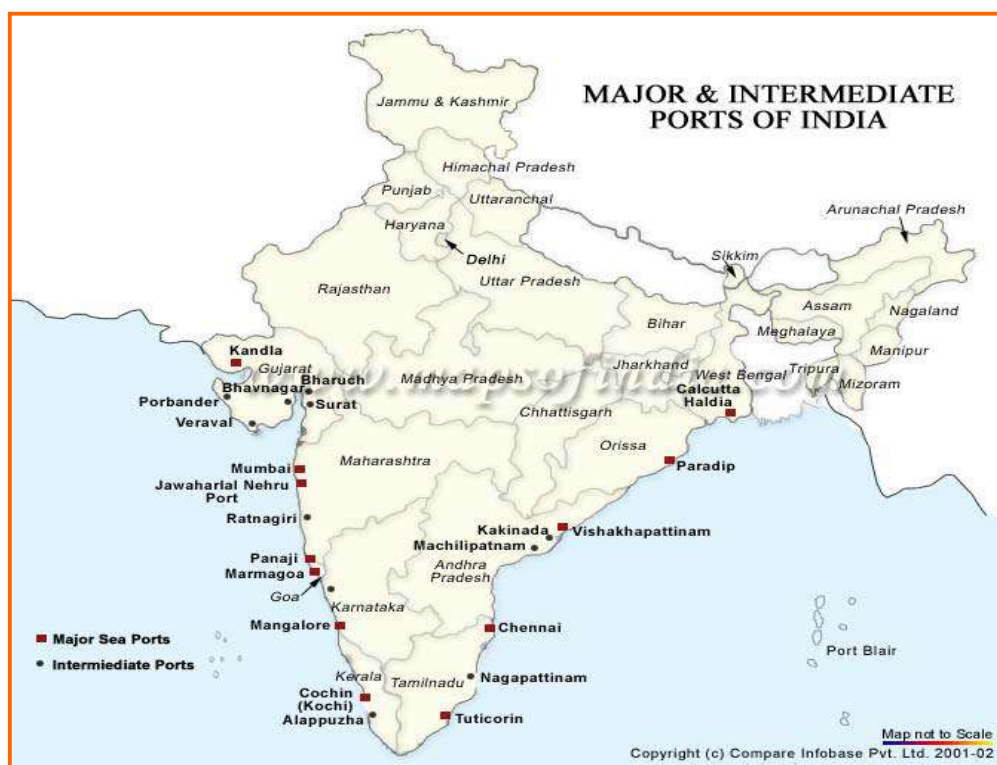 MAJOR & INTERMEDIATE
PORTS OF INDIA
Jammu & Kashmir
Himachal Pradesh
Punjab
Uttaranchal
Haryana
Arunachal Pradesh
Delhi
Sikkim
Uttar Pradesh
Rajasthan
Assam
Nagaland
Bihar
Meghalaya
Manipur
Kandla
Gujarat
Jharkhand
Tripura
West Bengal
Mizoram
Bharuch
Madhya Pradesh
Bhavnagar
Calcutta
Haldia
Porbander
Surat
Chhattisgarh
Veraval
Orissa
Maharashtra
Mumbai
Paradip
Jawaharlal Nehru
Port
Ratnagiri
Kakinada
Vishakhapattinam
Machilipatnam
Panaji
Andhra
Pradesh
Marmagoa
Goa
Karnataka
Mangalore
Chennai
Major Sea Ports
Port Blair
Intermiediate Ports
Kerala
Tamilnadu
Nagapattinam
Cochin
(Kochi)
Alappuzha
Tuticorin
Map not to Scale
Copyright (c) Compare Infobase Pvt. Ltd. 2001-02